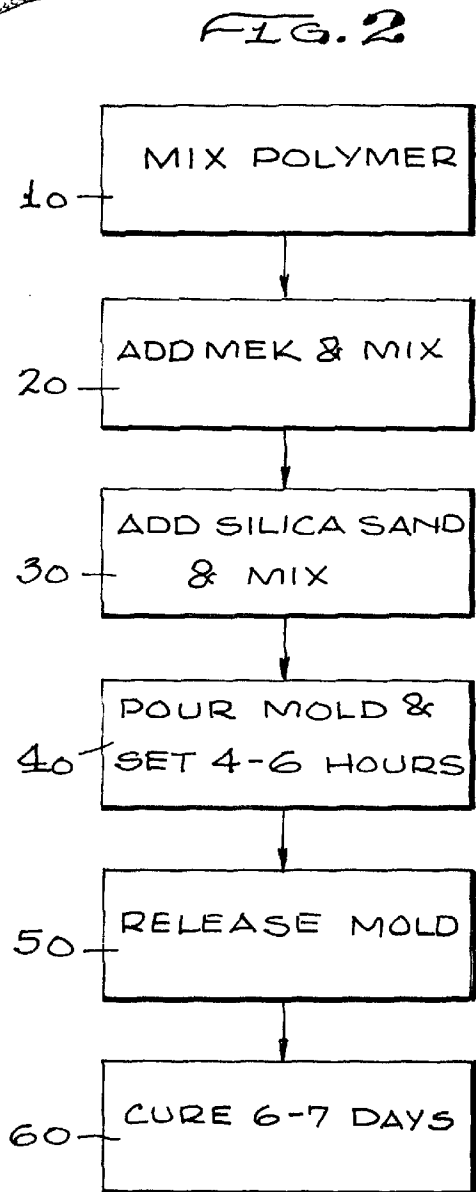 FIG. 2
MIX POLYMER
10
ADD MEK & MIX
20
ADD SILICA SAND
& MIX
30
POUR MOLD &
SET 4-6 HOURS
40
RELEASE MOLD
50
CURE 6-7 DAYS
60